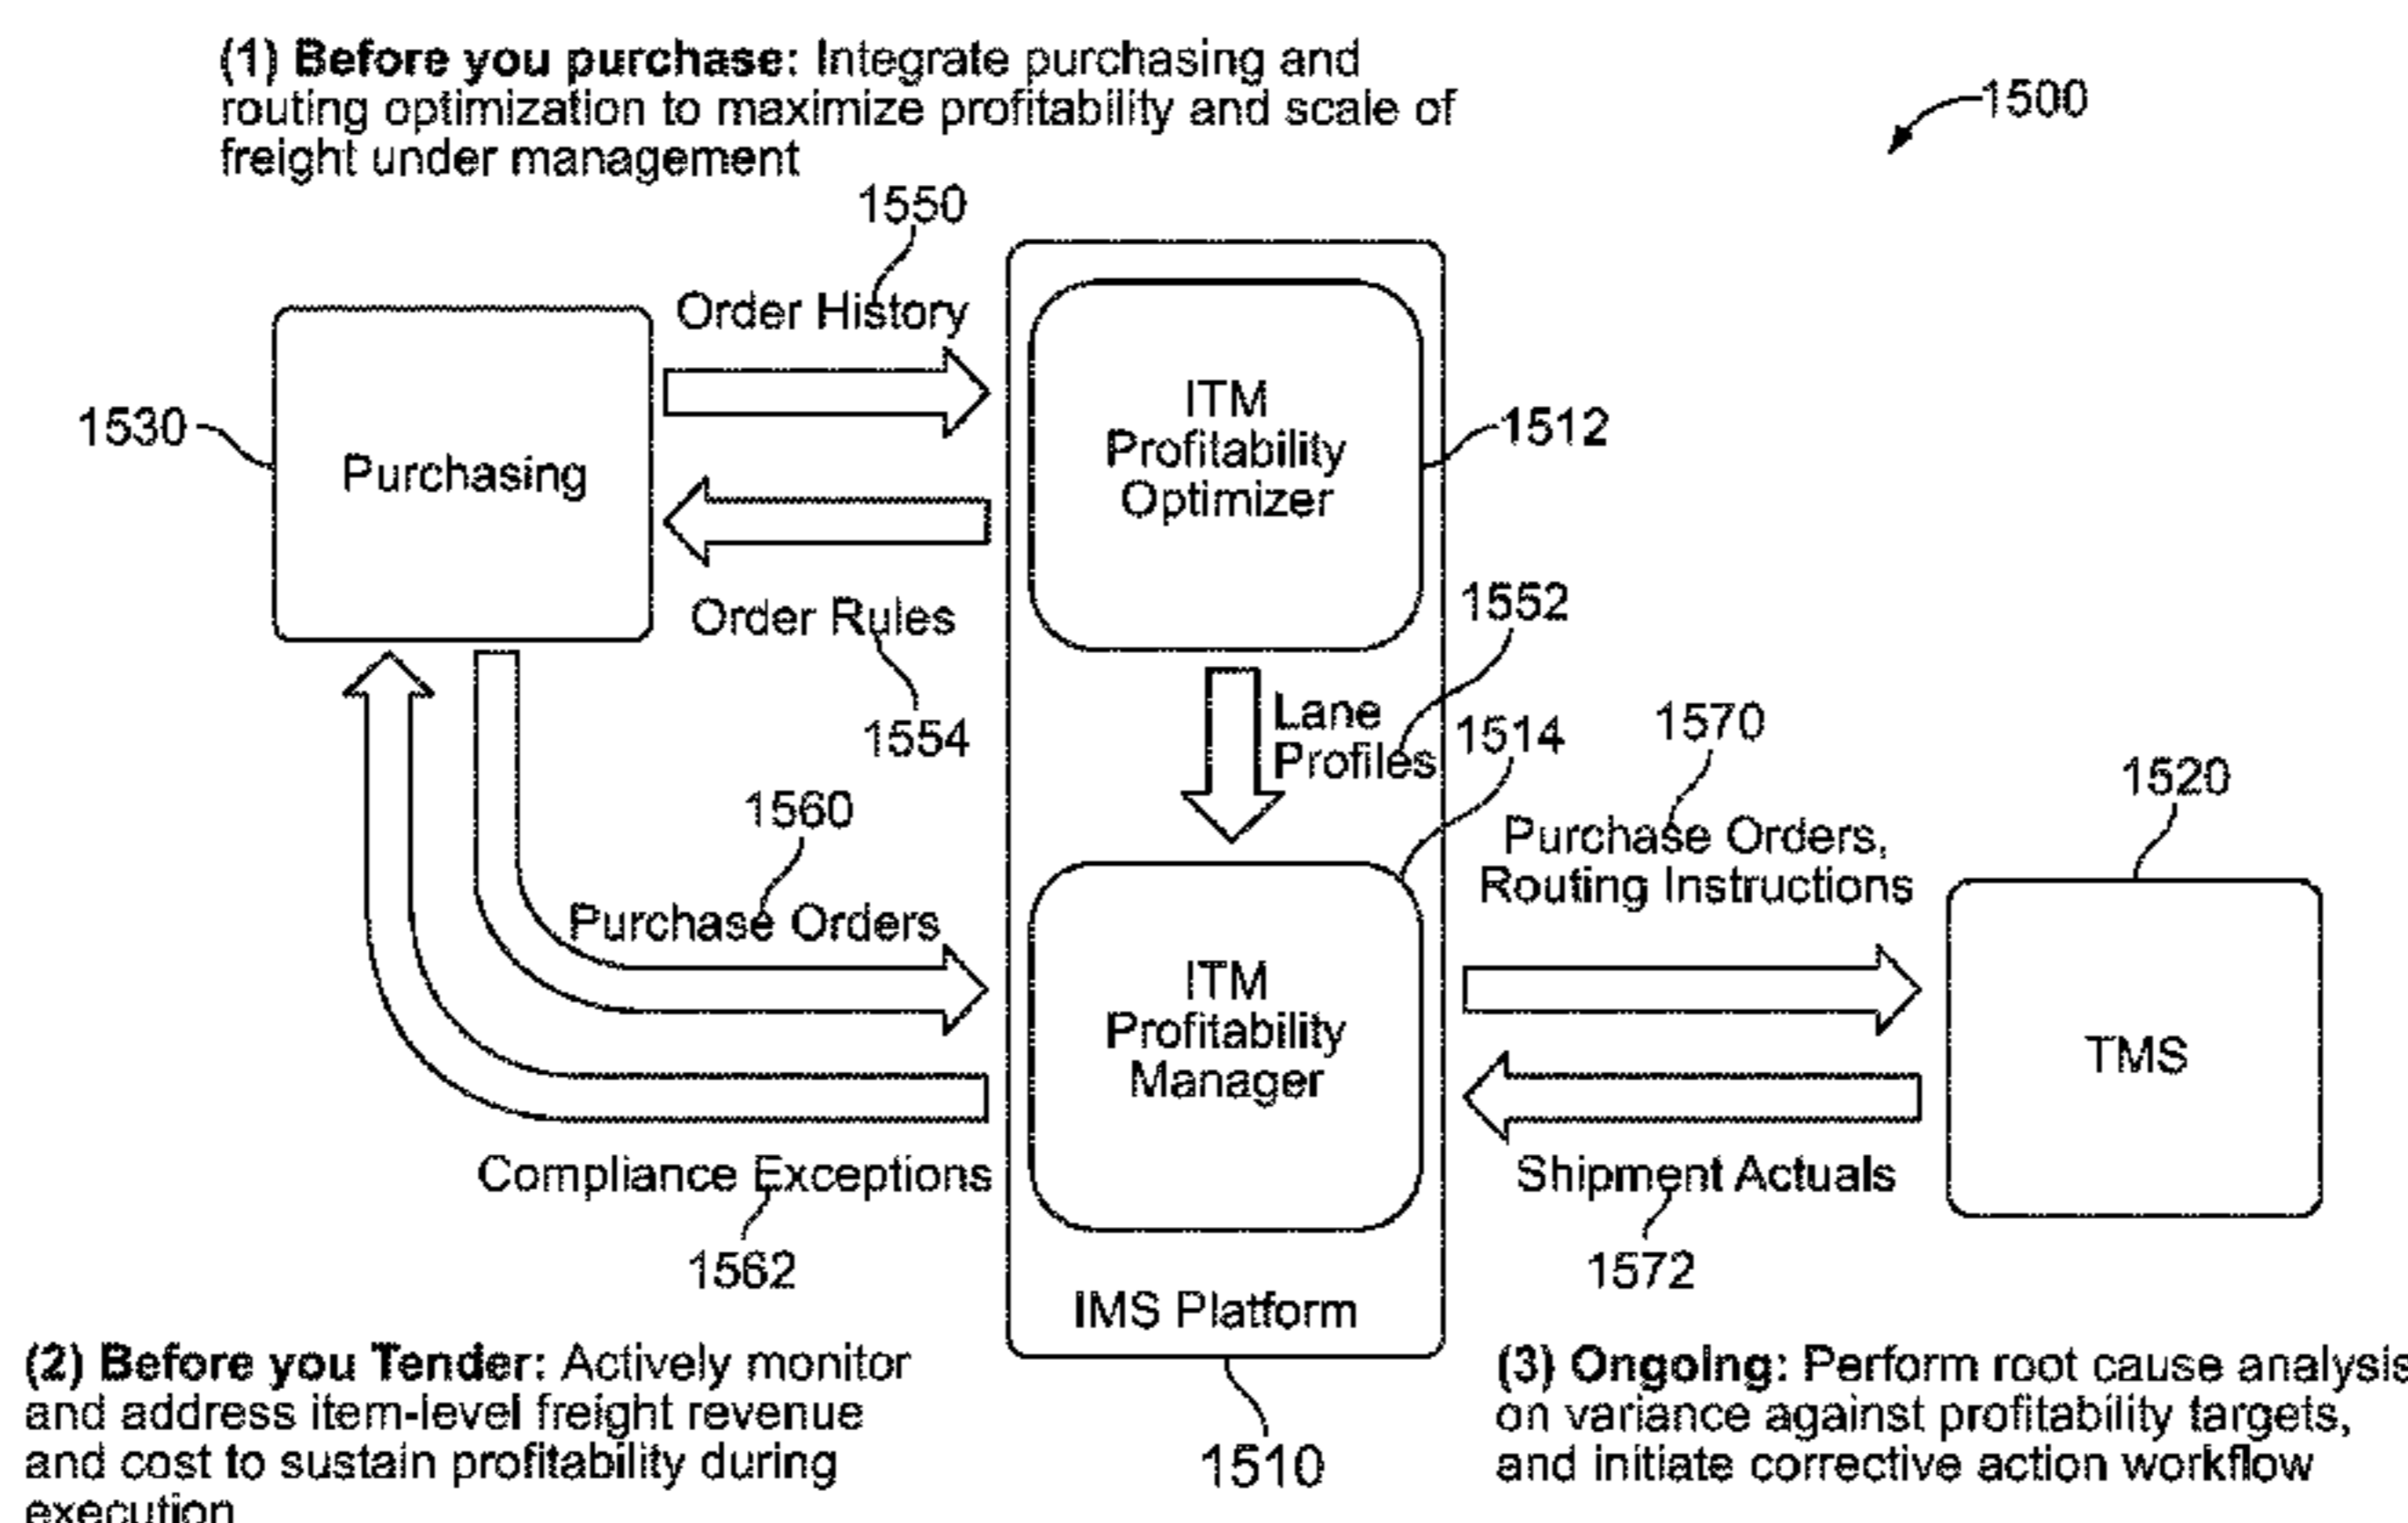 (1) Before you purchase: Integrate purchasing and
routing optimization to maximize profitability and scale of
freight under management
1500
1550
Order History
1530
Purchasing
ITM
Profitability
Optimizer
1512
Order Rules
1554
1552
Lane
Profiles
1514
1570
1520
1560
Purchase Orders,
Routing Instructions
Purchase Orders
ITM
Profitability
Manager
TMS
Compliance Exceptions
1562
Shipment Actuals
1572
IMS Platform
1510
(2) Before you Tender: Actively monitor
and address item-level freight revenue
and cost to sustain profitability during
execution
(3) Ongoing: Perform root cause analysis
on variance against profitability targets,
and initiate corrective action workflow